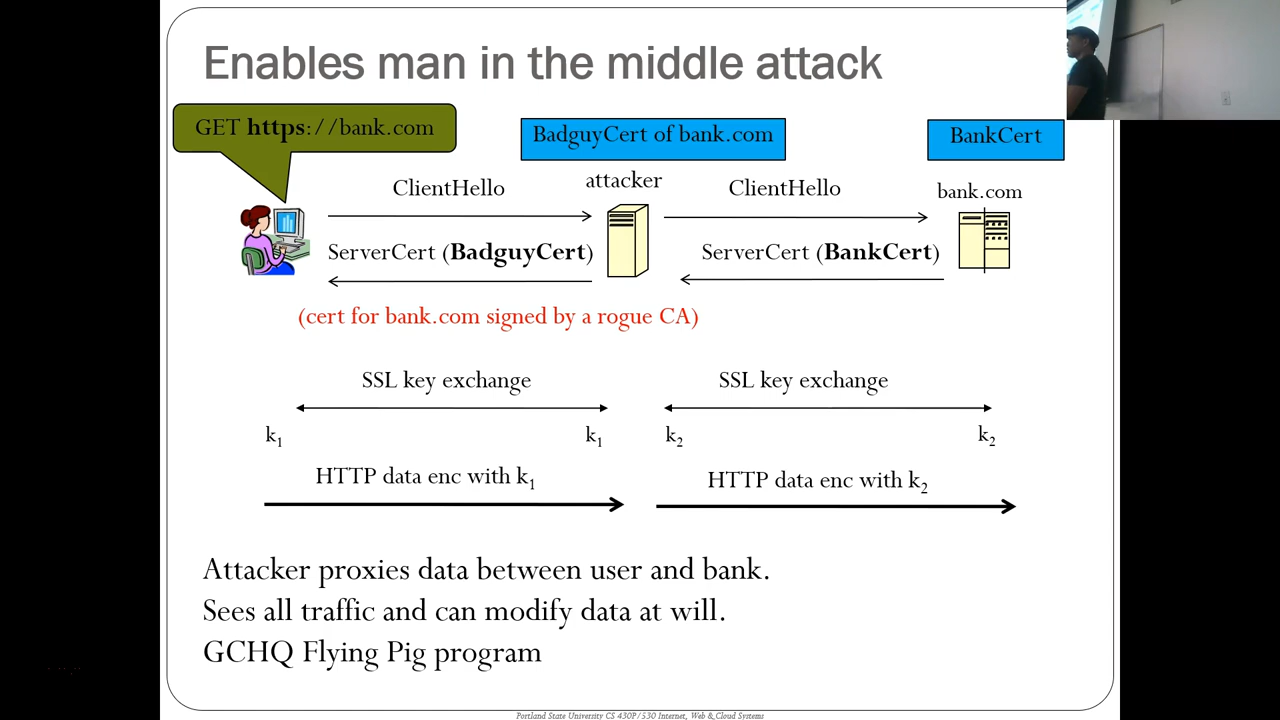 Enables man in the middle attack
GET https://bank.com
BadguyCert of bank.com
BankCert
attacker
bank.com
ClientHello
ClientHello
ServerCert (BadguyCert)
ServerCert (BankCert)
(cert for bank.com signed by a rogue CA)
SSL key exchange
SSL key exchange
k₁
k₁
k₂
k₂
HTTP data enc with k₁
HTTP data enc with k₂
Attacker proxies data between user and bank.
Sees all traffic and can modify data at will.
GCHQ Flying Pig program
Portland State University CS 430P/530 Internet, Web & Cloud Systems